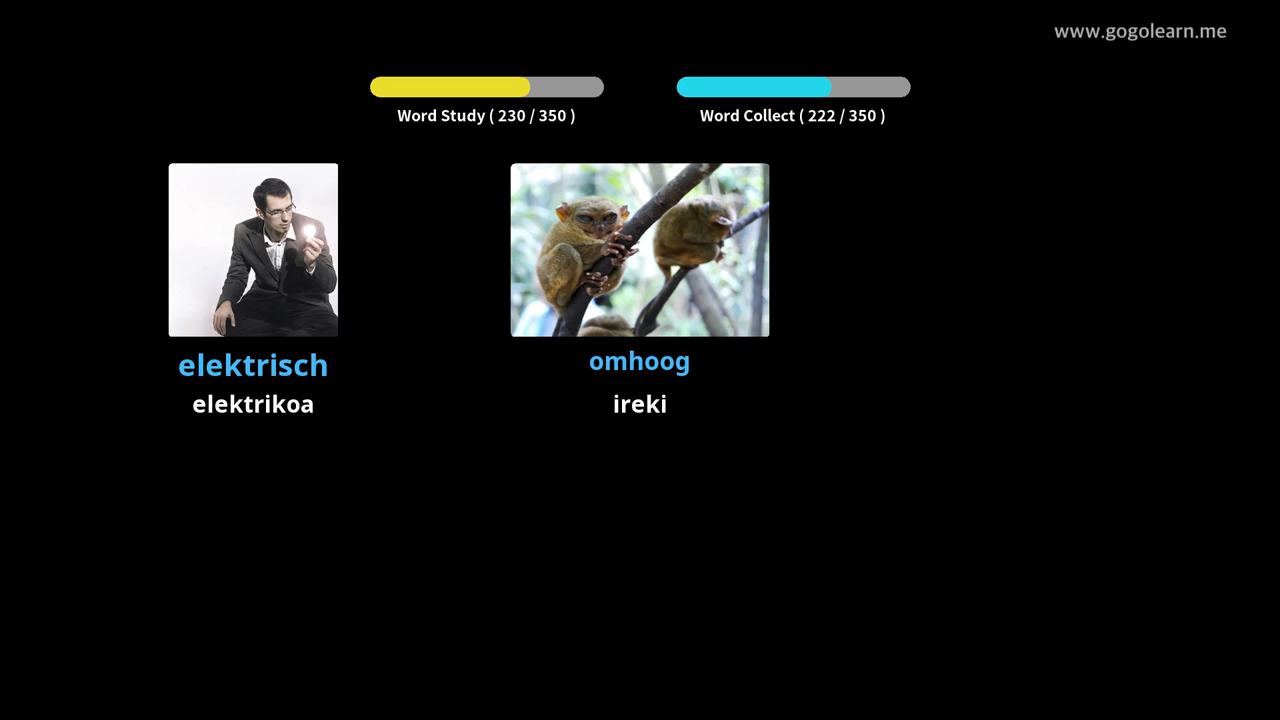 www.gogolearn.me
Word Study ( 230 / 350 )
Word Collect ( 222 / 350 )
elektrisch
elektrikoa
omhoog
ireki